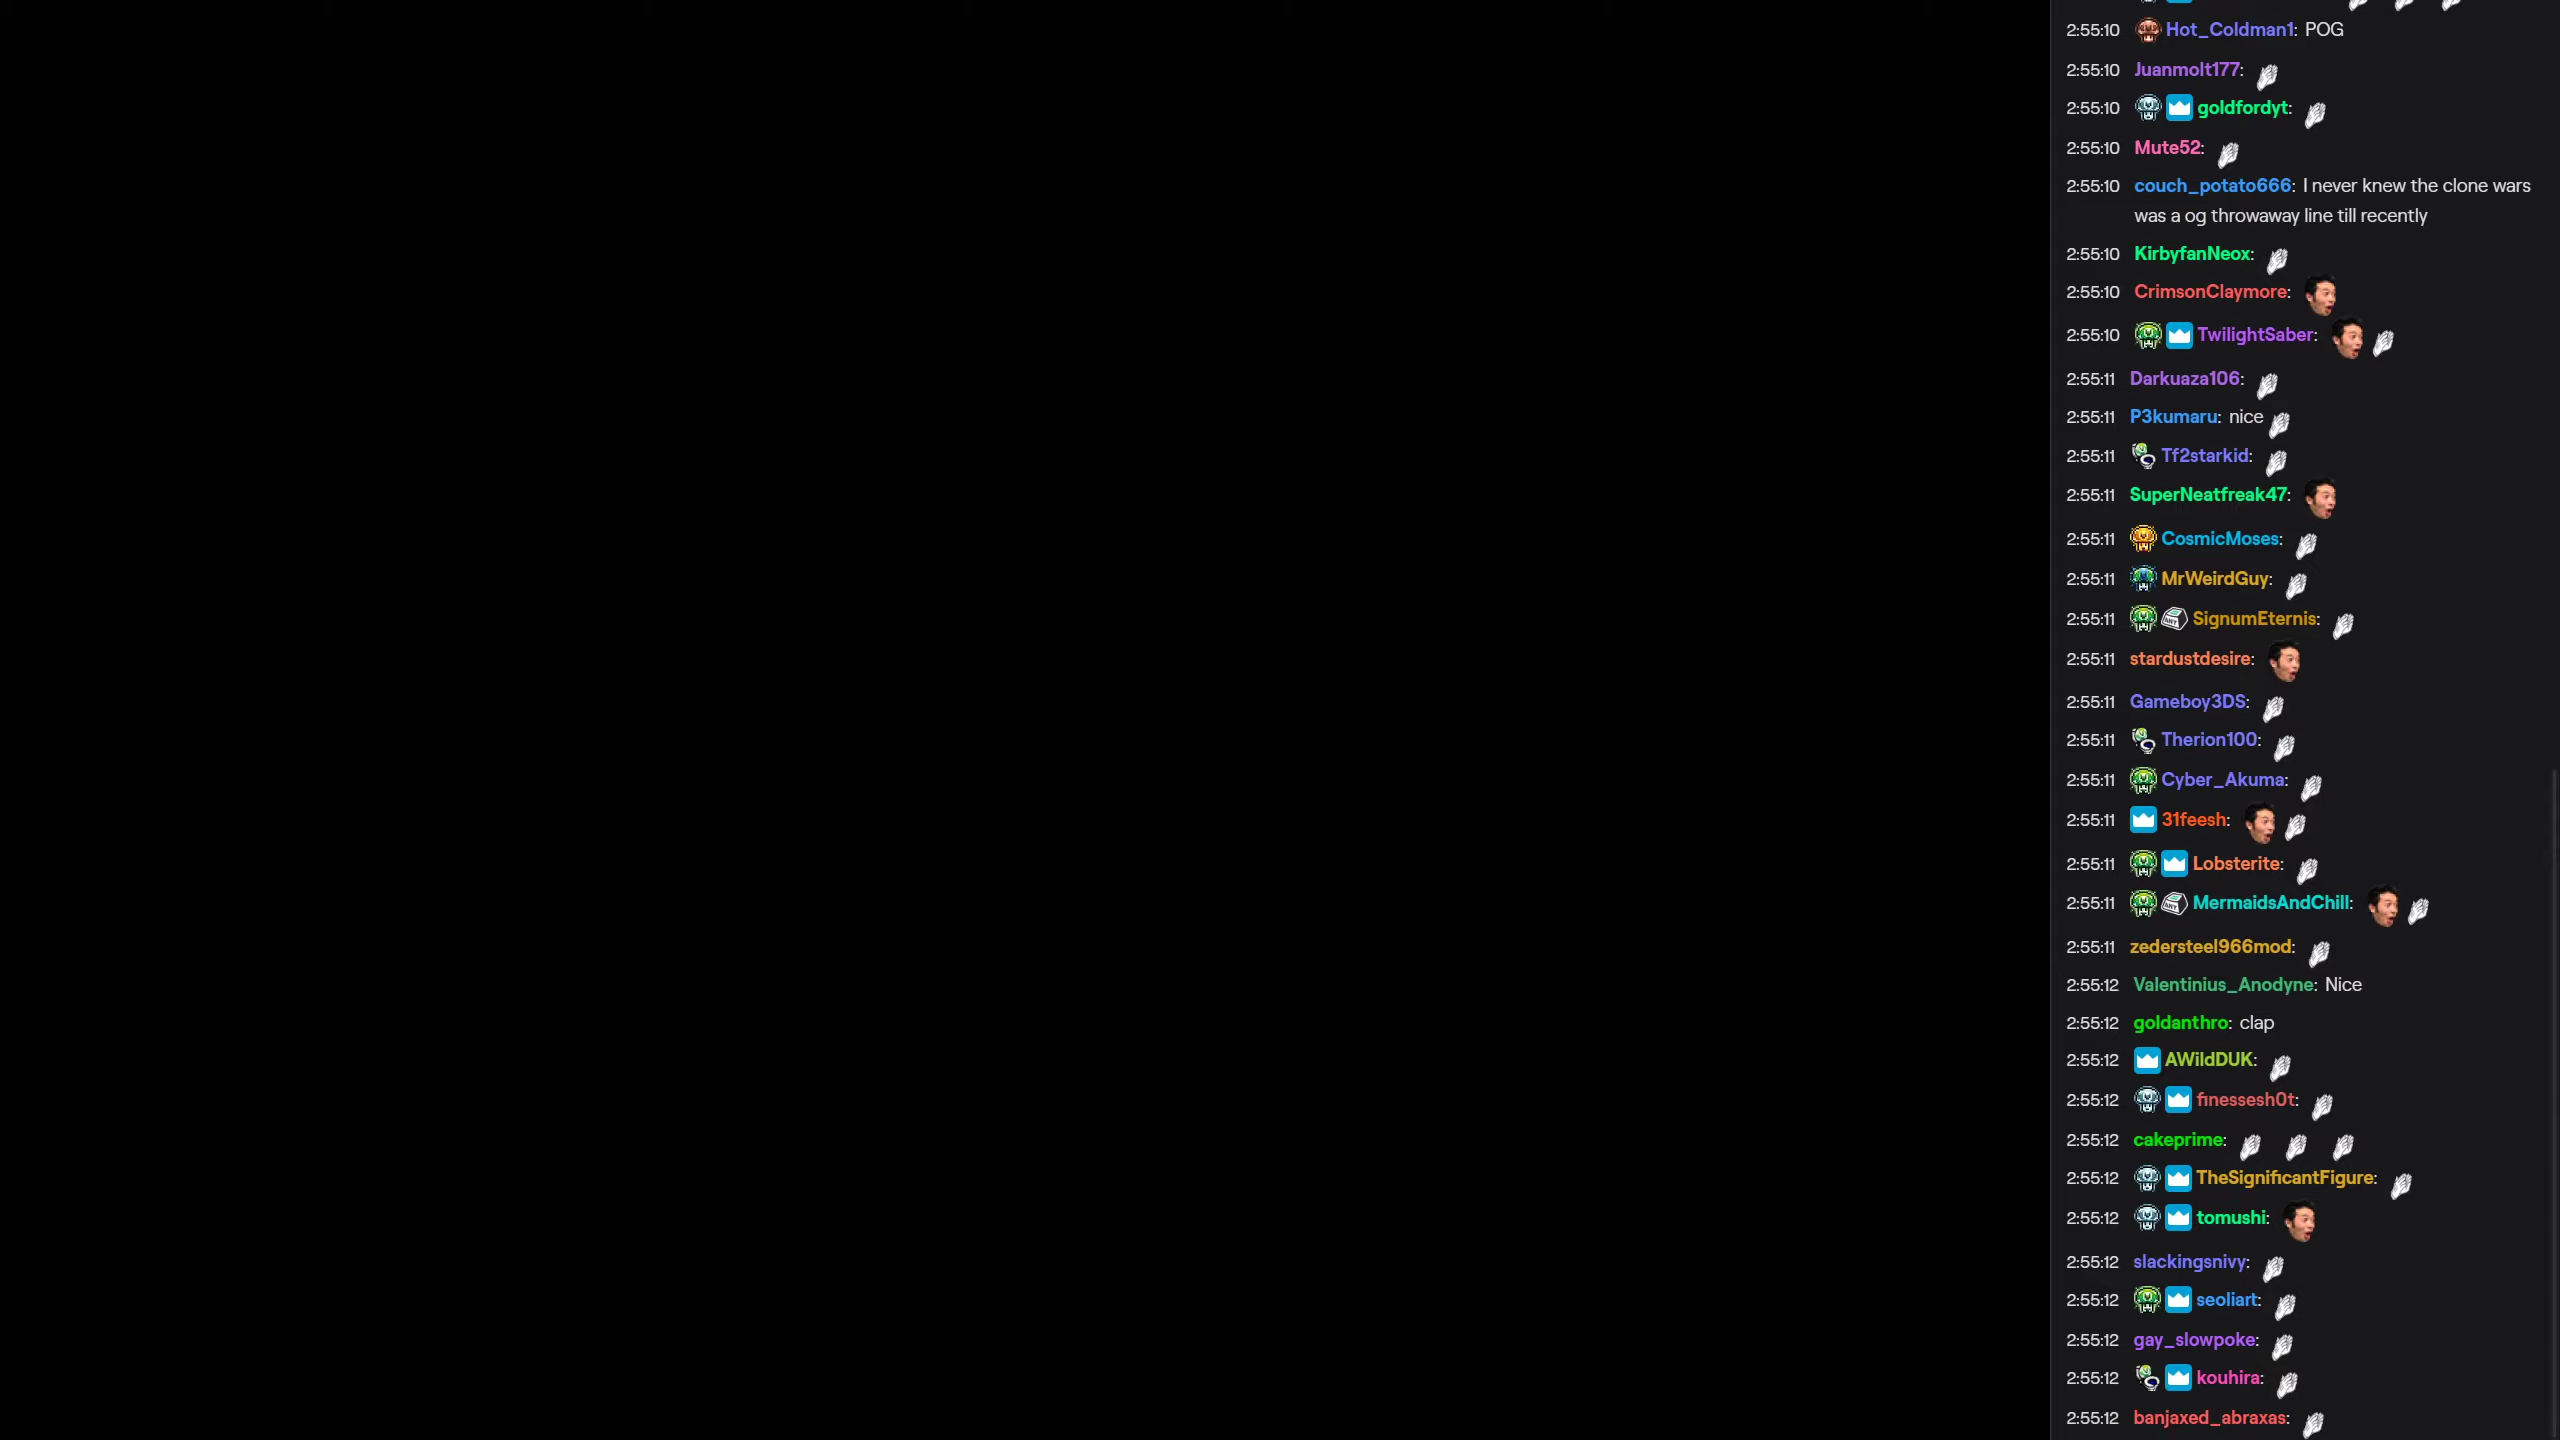 2:55:10 Hot_Coldman1: POG
2:55:10 Juanmolt177:
2:55:10 goldfordyt:
2:55:10 Mute52:
2:55:10 couch_potato666: I never knew the clone wars
was a og throwaway line till recently
2:55:10 KirbyfanNeox:
2:55:10 CrimsonClaymore:
2:55:10 TwilightSaber:
2:55:11 Darkuaza106:
2:55:11 P3kumaru: nice
2:55:11 Tf2starkid:
2:55:11 SuperNeatfreak47:
2:55:11 CosmicMoses:
2:55:11 MrWeirdGuy:
2:55:11 SignumEternis:
2:55:11 stardustdesire:
2:55:11 Gameboy3DS:
2:55:11 Therion100:
2:55:11 Cyber_Akuma:
2:55:11 31feesh:
2:55:11 Lobsterite:
2:55:11 MermaidsAndChill:
2:55:11 zedersteel966mod:
2:55:12 Valentinius_Anodyne: Nice
2:55:12 goldanthro: clap
2:55:12 AWildDUK:
2:55:12 finessesh0t:
2:55:12 cakeprime:
2:55:12 TheSignificantFigure:
2:55:12 tomushi:
2:55:12 slackingsnivy:
2:55:12 seoliart:
2:55:12 gay_slowpoke:
2:55:12 kouhira:
2:55:12 banjaxed_abraxas: